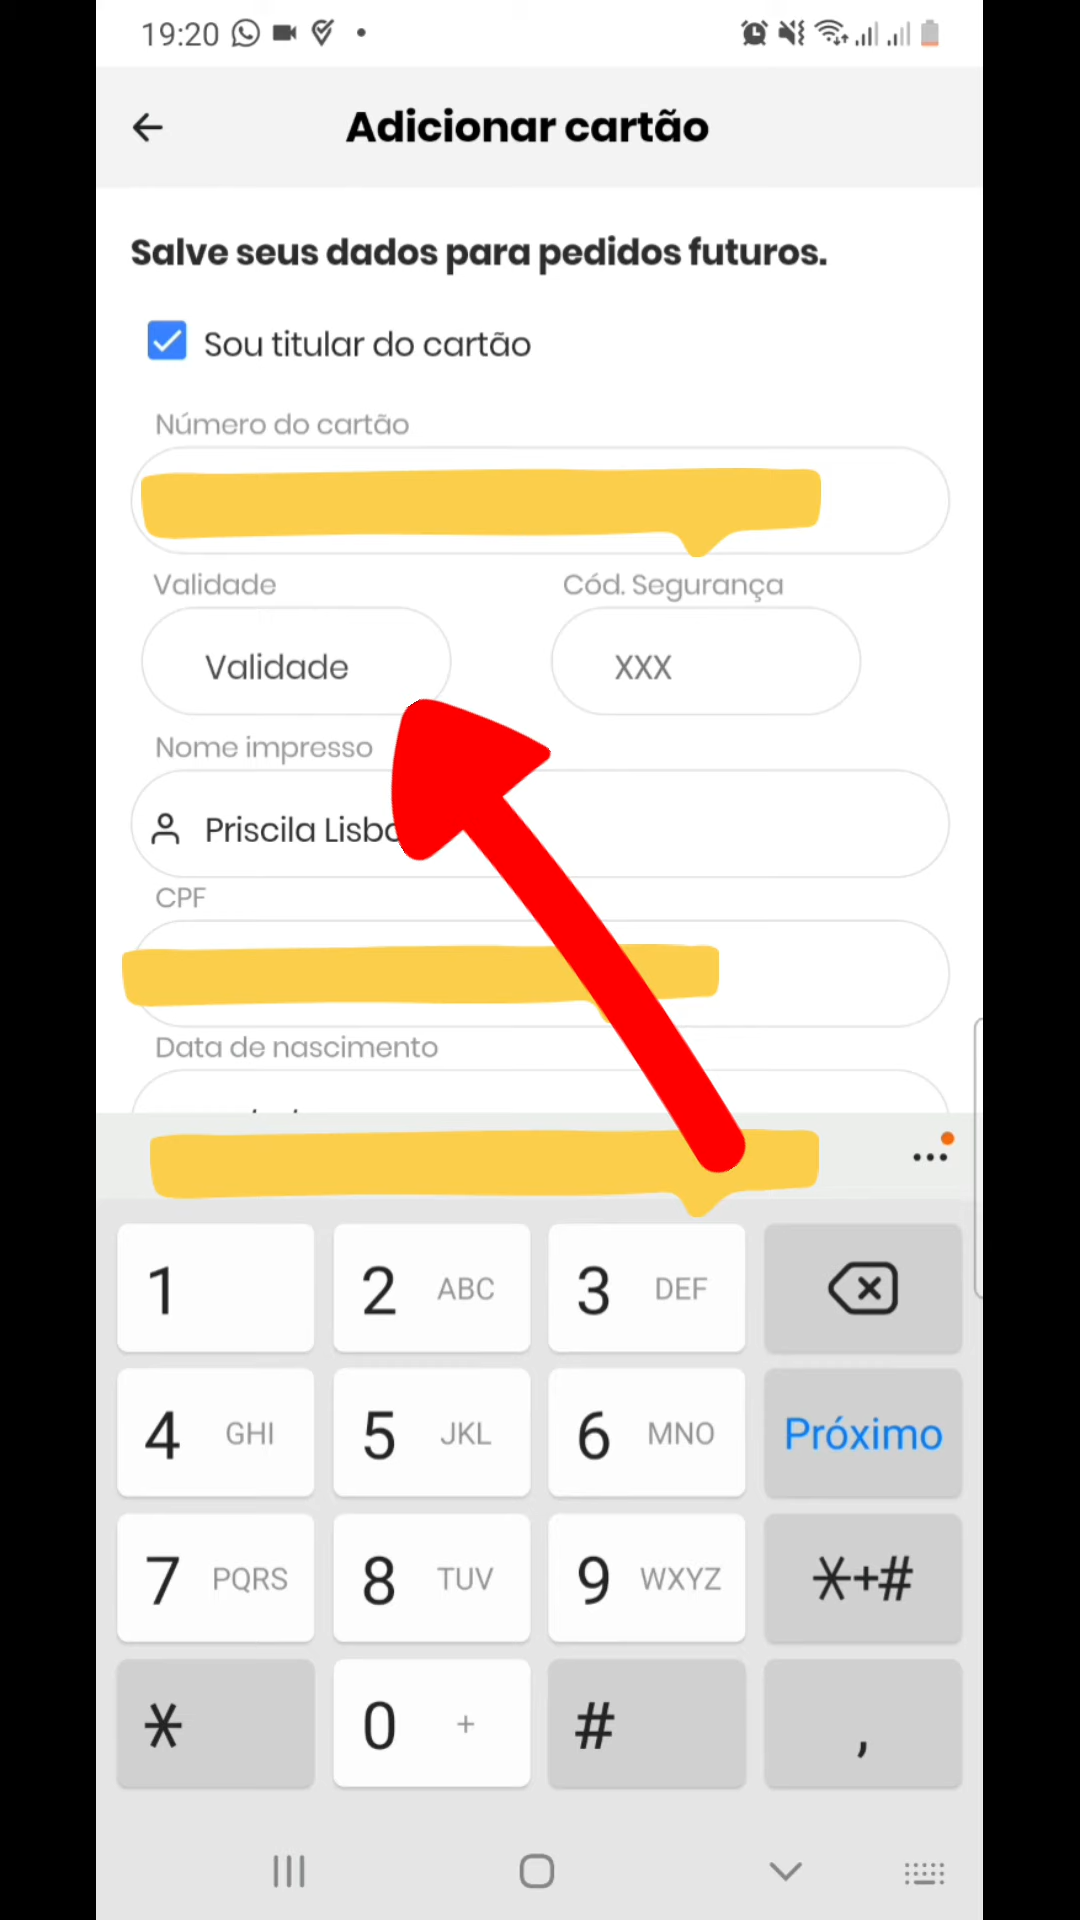 19:20
Adicionar cartão
Salve seus dados para pedidos futuros.
Sou titular do cartão
Número do cartão
Validade Cód. Segurança
Validade XXX
Nome impresso
Priscila
CPF
Data de nascimento
1 2 ABC 3 DEF
4 GHI 5 JKL 6 MNO Próximo
7 PQRS 8 TUV 9 WXYZ *+#
* 0 + # ,